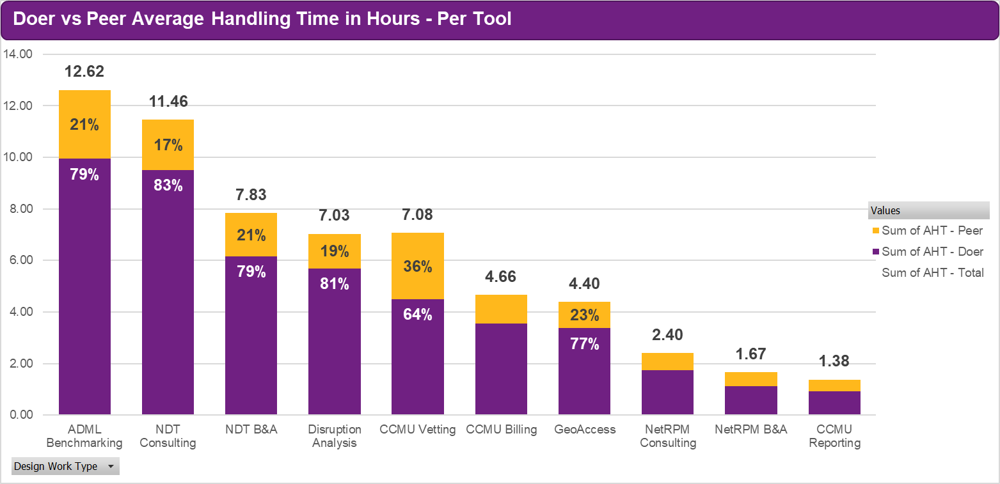 Doer vs Peer Average Handling Time in Hours - Per Tool
14.00
12.62
12.00
11.46
21%
17%
10.00
79%
83%
8.00
7.83
7.03
7.08
Values
21%
19%
36%
Sum of AHT - Peer
Sum of AHT - Doer
Sum of AHT - Total
6.00
79%
81%
64%
4.66
4.40
4.00
23%
77%
2.40
2.00
1.67
1.38
0.00
ADML
Benchmarking
NDT
Consulting
NDT B&A
Disruption
Analysis
CCMU Vetting
CCMU Billing
GeoAccess
NetRPM
Consulting
NetRPM B&A
CCMU
Reporting
Design Work Type